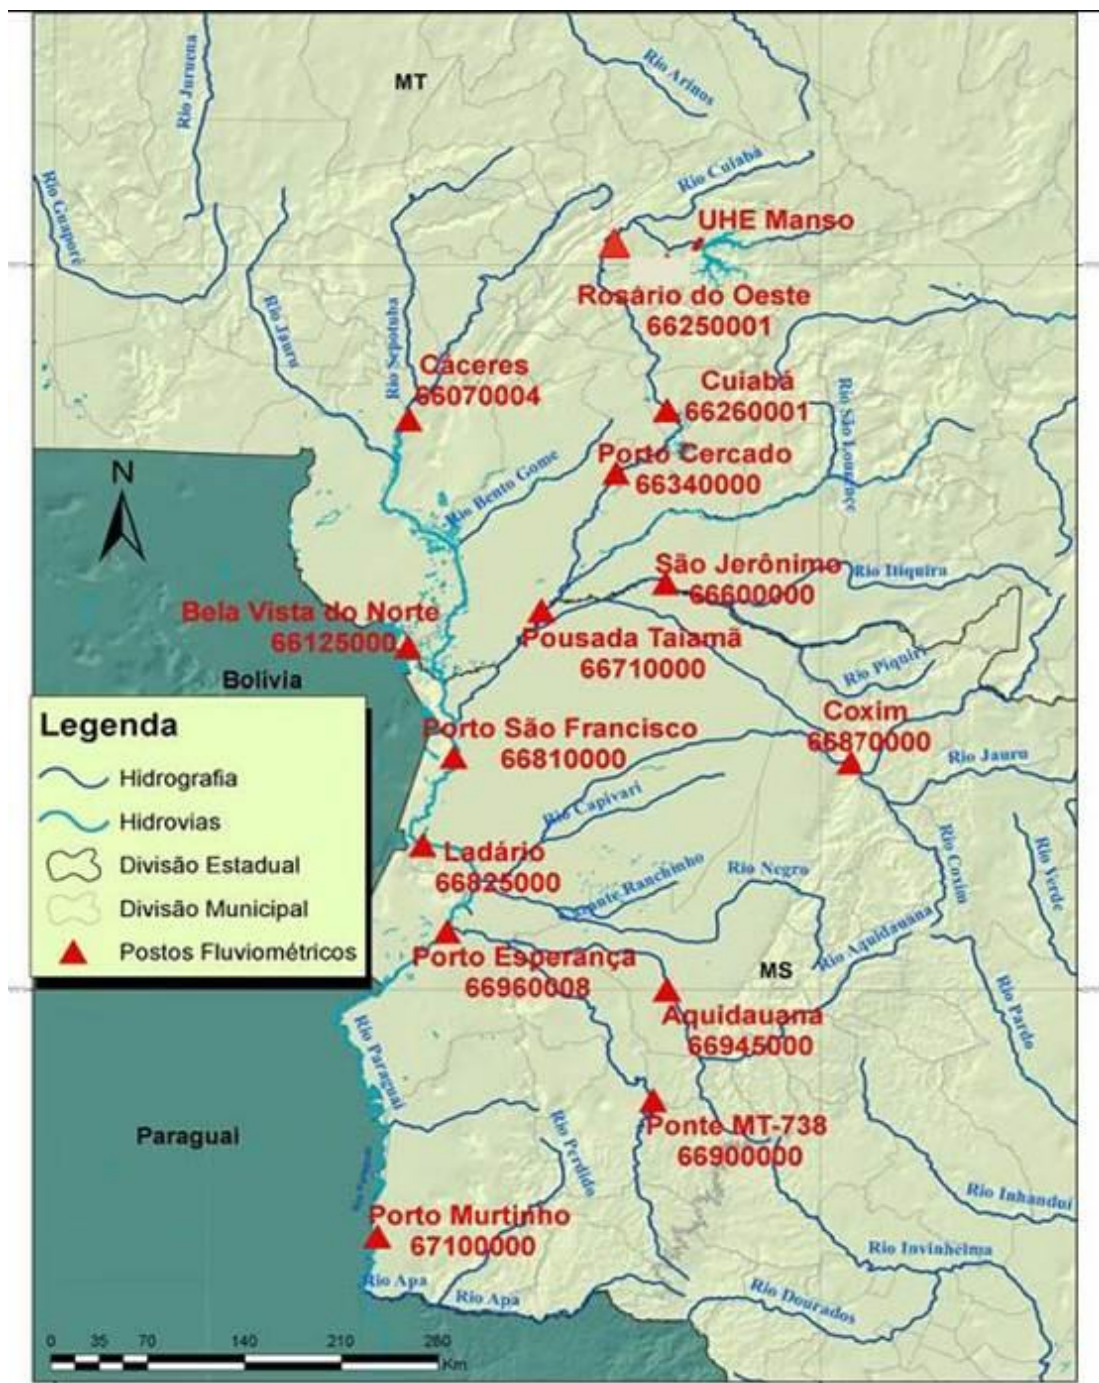 MT
Rio Juruena
Rio Arinos
Rio Cuiabá
Rio Guaporé
UHE Manso
Rosário do Oeste
66250001
Rio Jauru
Rio Sepotuba
Cáceres
66070004
Cuiabá
66260001
Rio São Lourenço
Porto Cercado
66340000
Rio Bento Gome
N
São Jerônimo
66600000
Rio Itiquira
Bela Vista do Norte
66125000
Pousada Taiamã
66710000
Rio Piquiri
Bolívia
Coxim
66870000
Porto São Francisco
66810000
Rio Jauru
Legenda
Hidrografia
Hidrovias
Divisão Estadual
Divisão Municipal
Postos Fluviométricos
Rio Capivari
Ladário
66825000
Ranchinho
Rio Negro
Rio Coxim
Rio Verde
Rio Aquidauana
Porto Esperança
66960008
MS
Aquidauana
66945000
Rio Pardo
Rio Paraguai
Paraguai
Ponte MT-738
66900000
Rio Perdido
Rio Inhanduí
Porto Murtinho
67100000
Rio Invinheima
Rio Apa
Rio Apa
Rio Dourados
0 35 70 140 210 280
Km